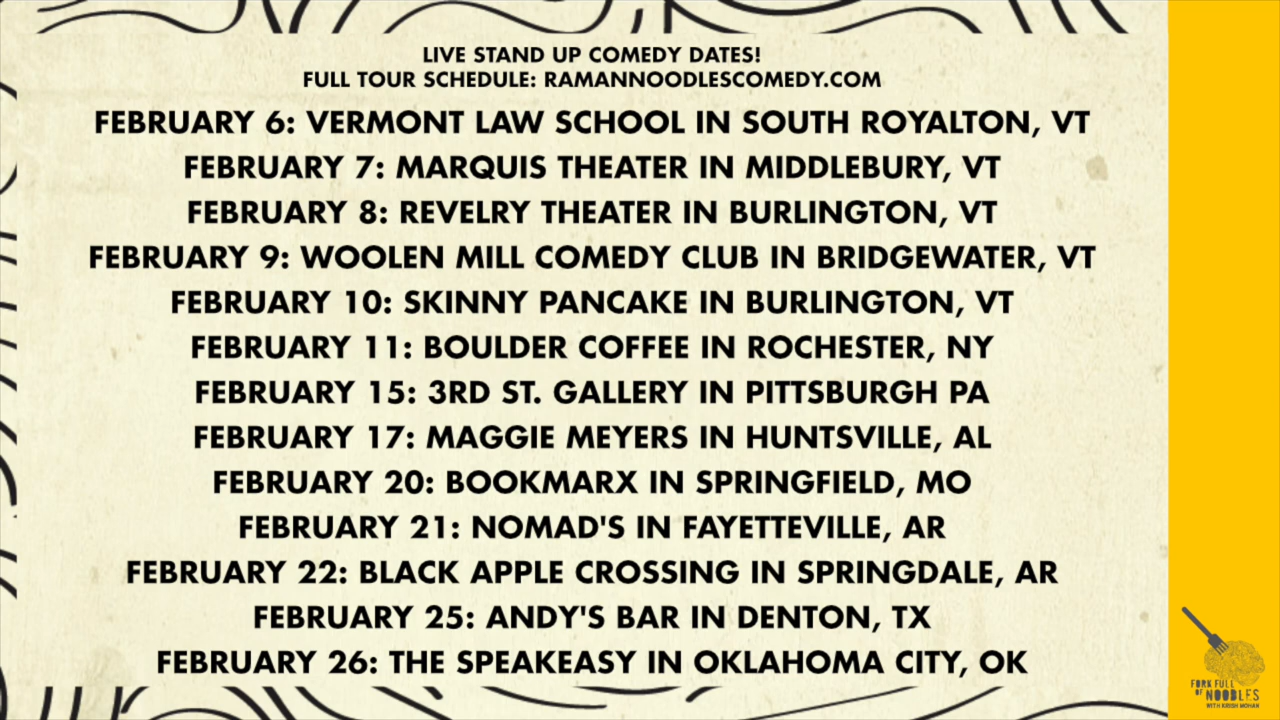 LIVE STAND UP COMEDY DATES!
FULL TOUR SCHEDULE: RAMANNOODLESCOMEDY.COM
FEBRUARY 6: VERMONT LAW SCHOOL IN SOUTH ROYALTON, VT
FEBRUARY 7: MARQUIS THEATER IN MIDDLEBURY, VT
FEBRUARY 8: REVELRY THEATER IN BURLINGTON, VT
FEBRUARY 9: WOOLEN MILL COMEDY CLUB IN BRIDGEWATER, VT
FEBRUARY 10: SKINNY PANCAKE IN BURLINGTON, VT
FEBRUARY 11: BOULDER COFFEE IN ROCHESTER, NY
FEBRUARY 15: 3RD ST. GALLERY IN PITTSBURGH PA
FEBRUARY 17: MAGGIE MEYERS IN HUNTSVILLE, AL
FEBRUARY 20: BOOKMARX IN SPRINGFIELD, MO
FEBRUARY 21: NOMAD'S IN FAYETTEVILLE, AR
FEBRUARY 22: BLACK APPLE CROSSING IN SPRINGDALE, AR
FEBRUARY 25: ANDY'S BAR IN DENTON, TX
FEBRUARY 26: THE SPEAKEASY IN OKLAHOMA CITY, OK
FORK FULL
OF NOODLES
WITH KRISH MOHAN